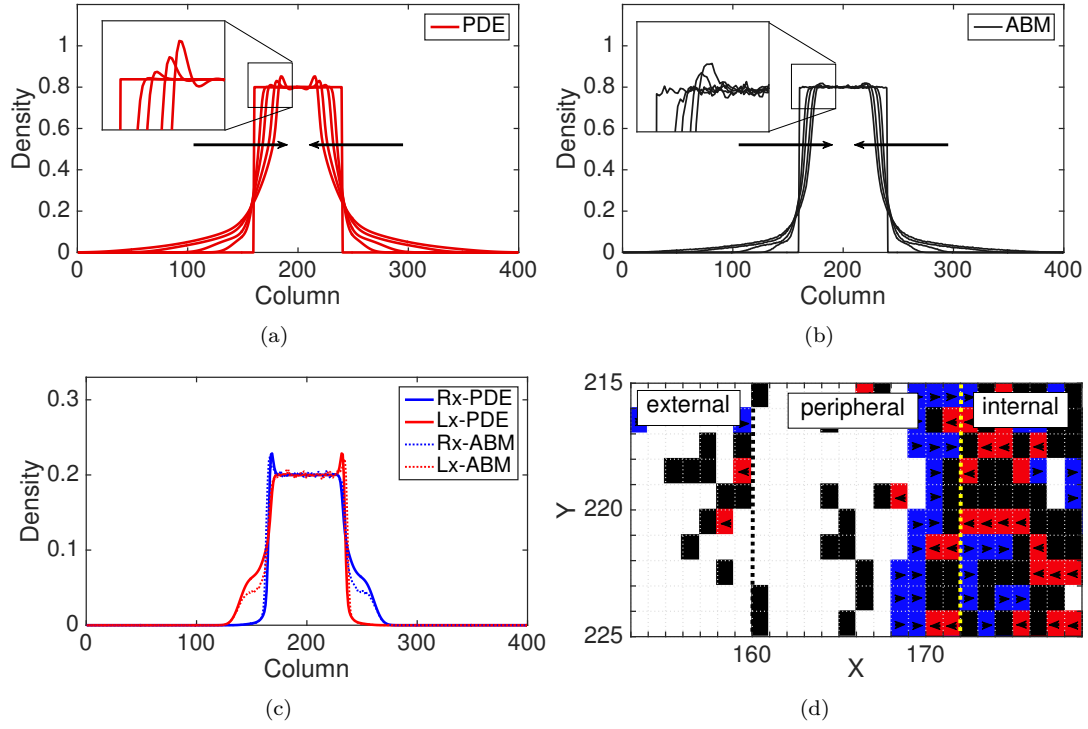 PDE
Density
1
0.8
0.6
0.4
0.2
0
0 100 200 300 400
Column
(a)
ABM
Density
1
0.8
0.6
0.4
0.2
0
0 100 200 300 400
Column
(b)
Rx-PDE
Lx-PDE
Rx-ABM
Lx-ABM
Density
0.3
0.2
0.1
0
0 100 200 300 400
Column
(c)
215
external peripheral internal
Y
220
225
160 170
X
(d)